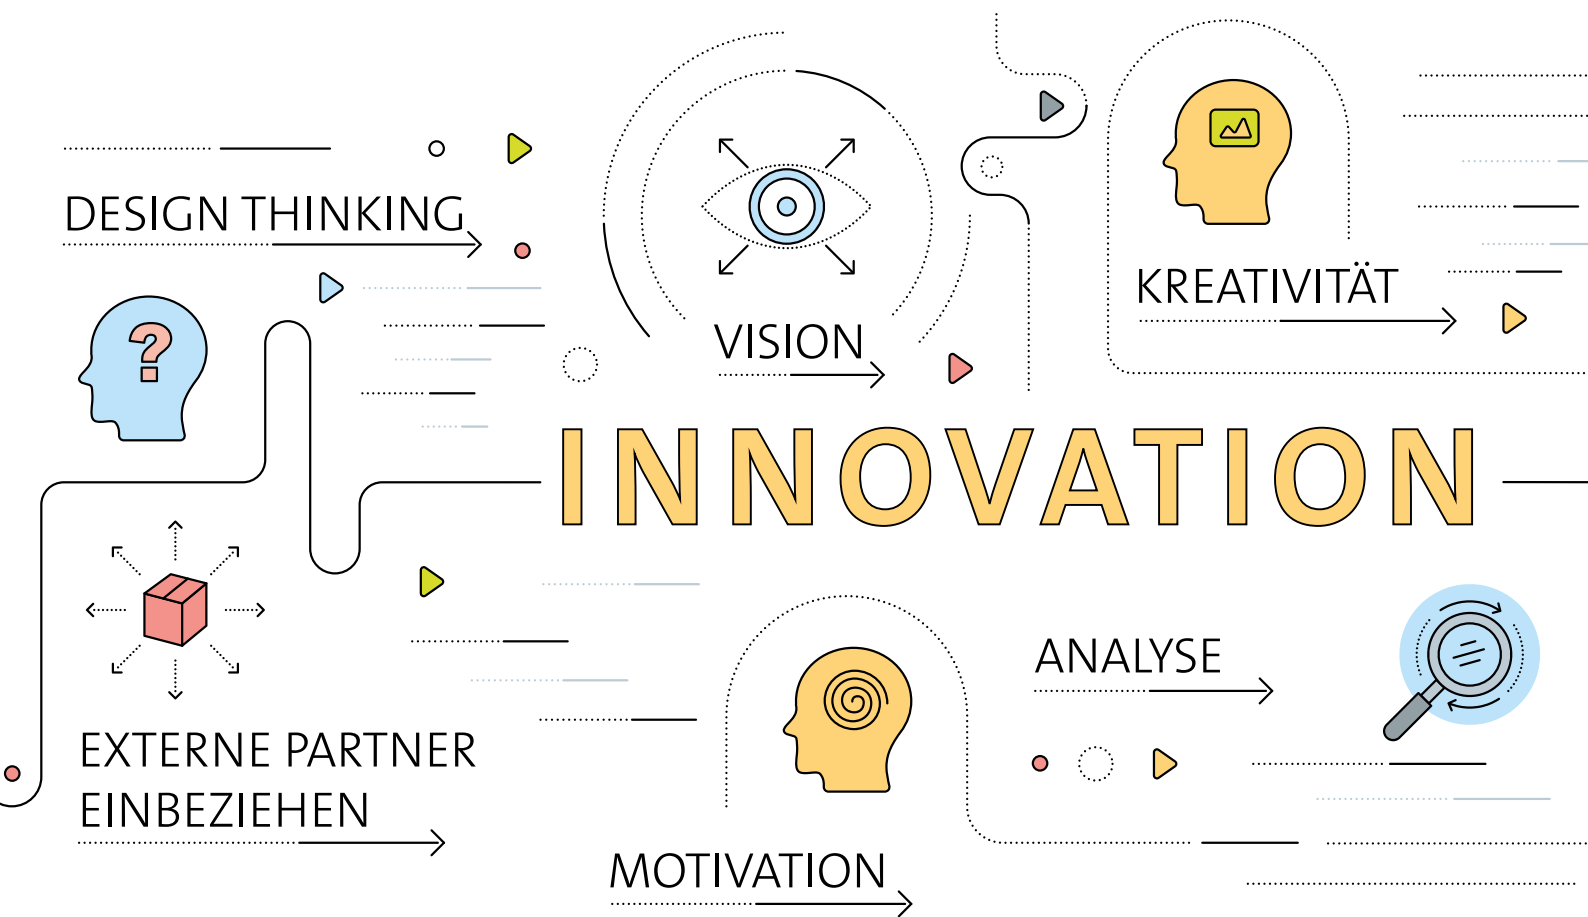 DESIGN THINKING
?
VISION
KREATIVITÄT
INNOVATION
EXTERNE PARTNER
EINBEZIEHEN
MOTIVATION
ANALYSE